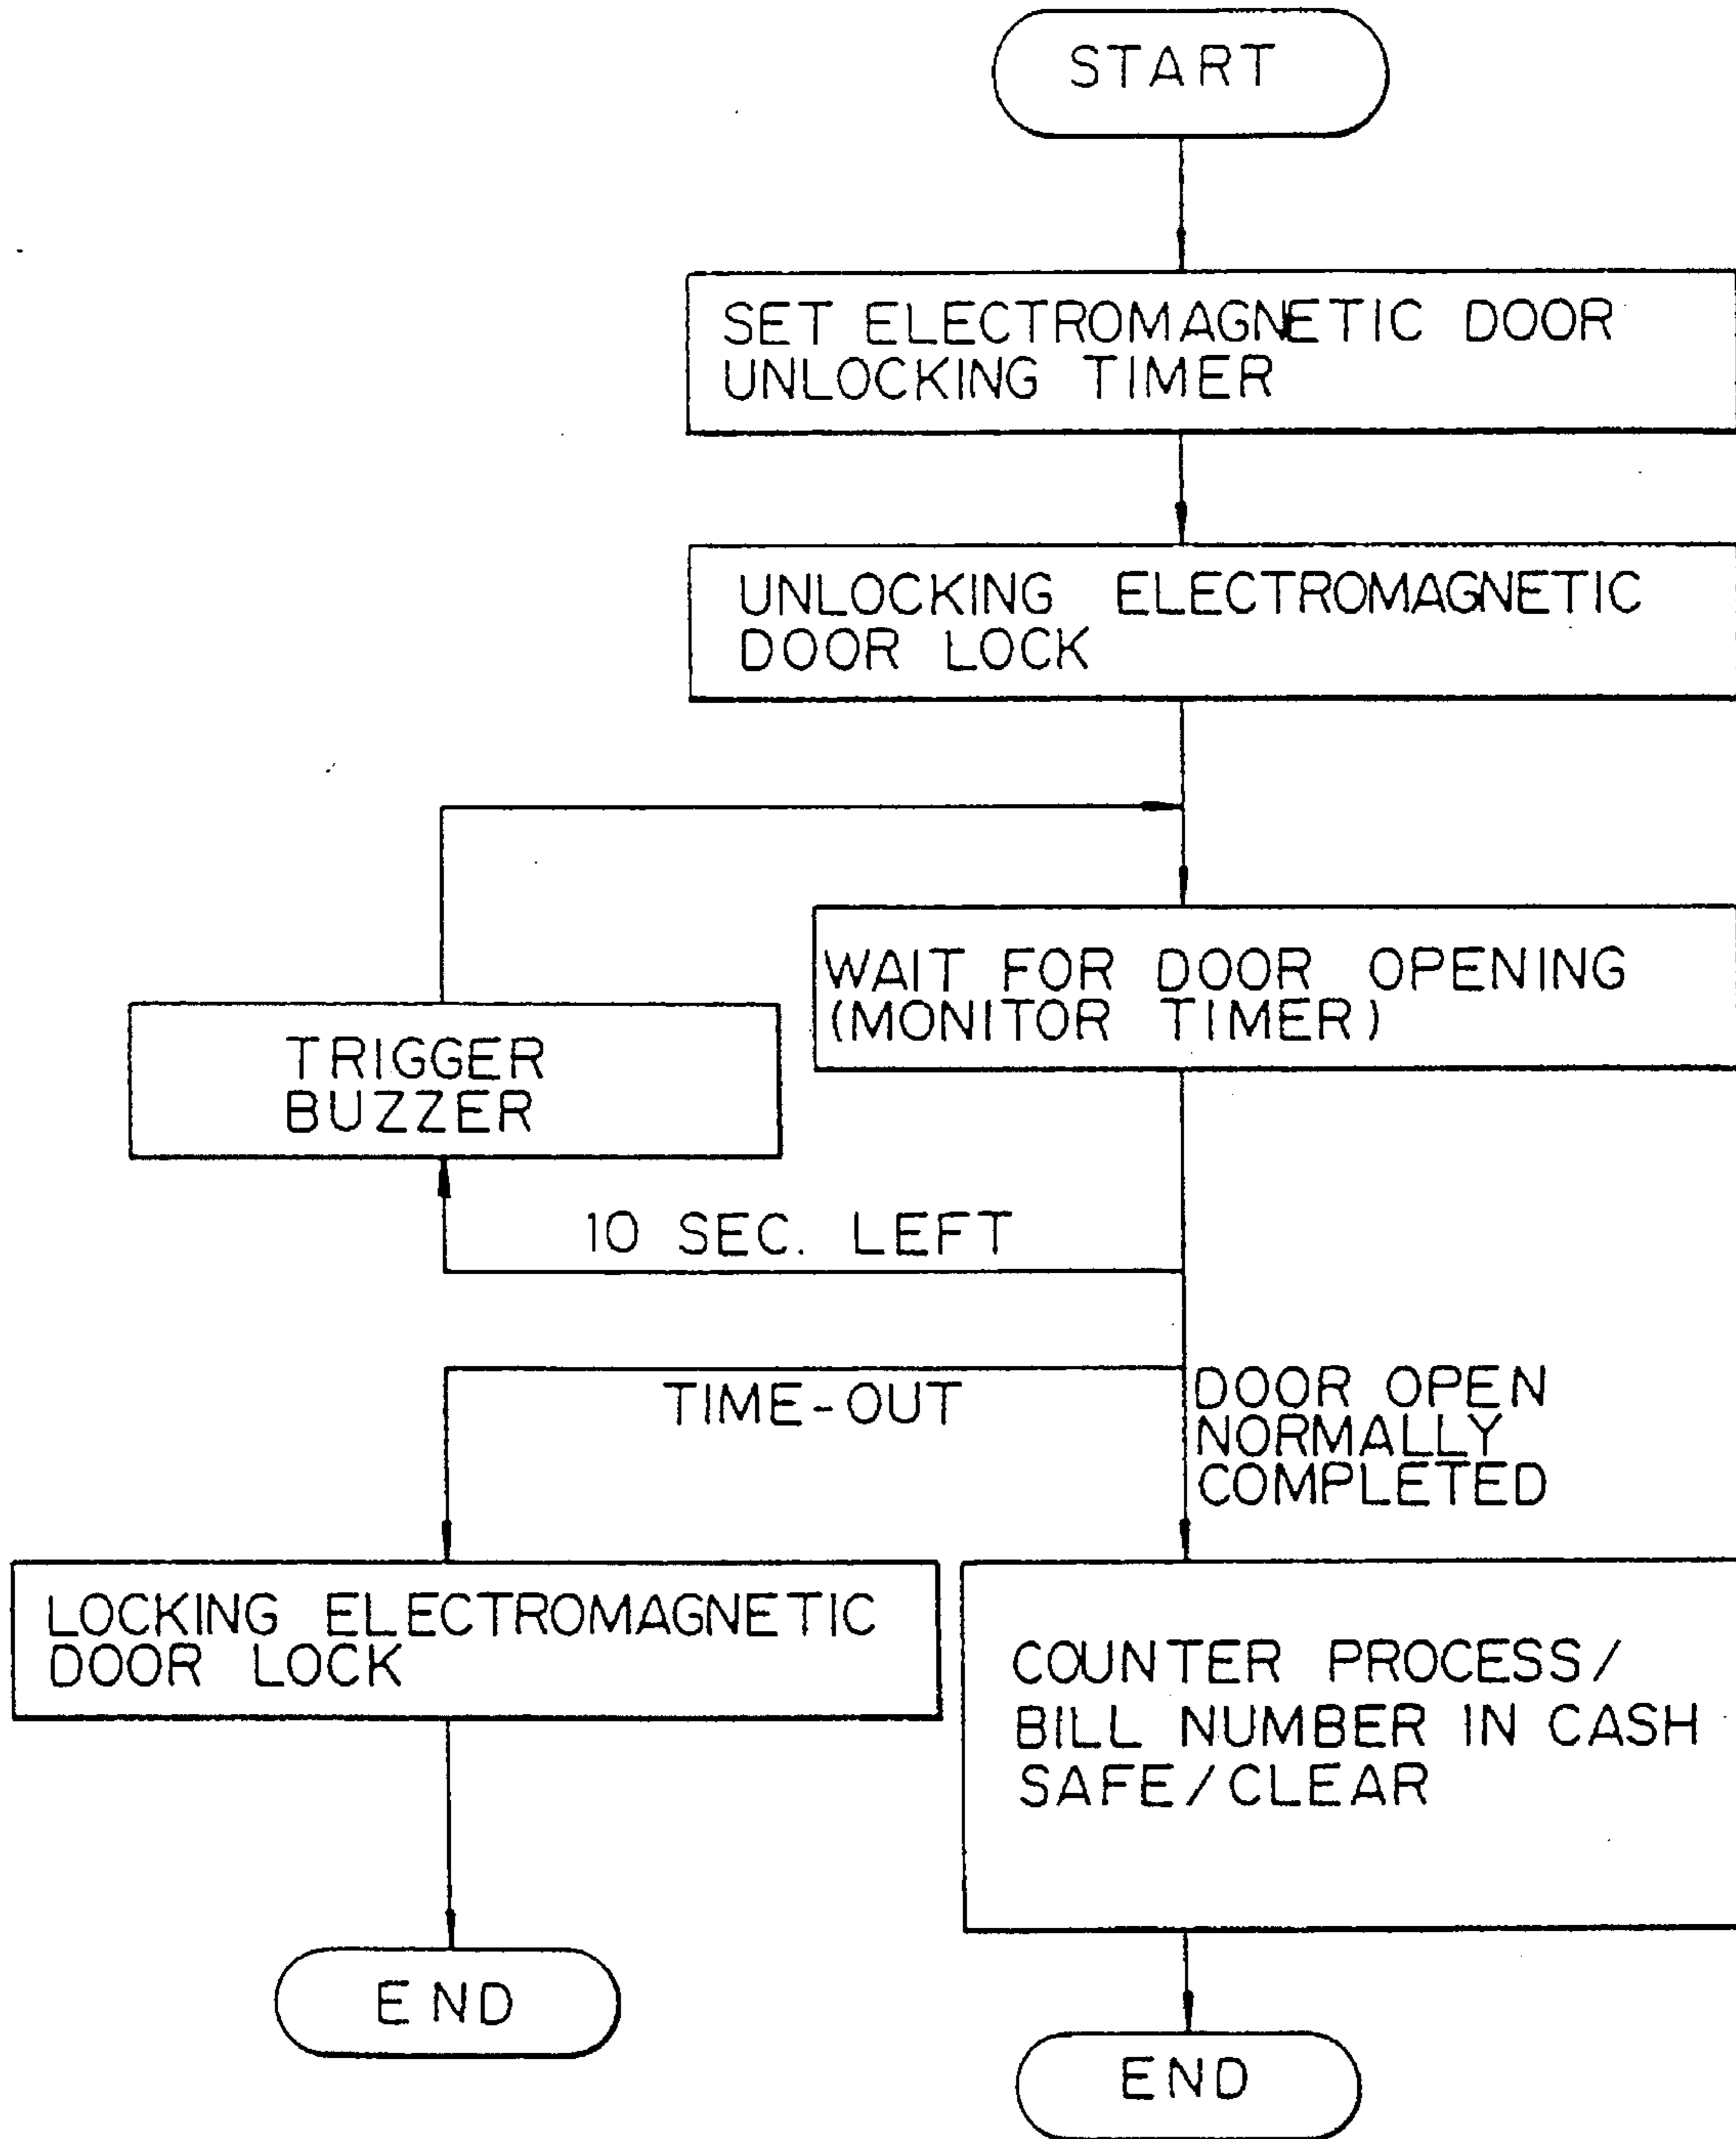 START
SET ELECTROMAGNETIC DOOR
UNLOCKING TIMER
UNLOCKING ELECTROMAGNETIC
DOOR LOCK
WAIT FOR DOOR OPENING
(MONITOR TIMER)
TRIGGER
BUZZER
10 SEC. LEFT
TIME-OUT
DOOR OPEN
NORMALLY
COMPLETED
LOCKING ELECTROMAGNETIC
DOOR LOCK
COUNTER PROCESS/
BILL NUMBER IN CASH
SAFE/CLEAR
END
END